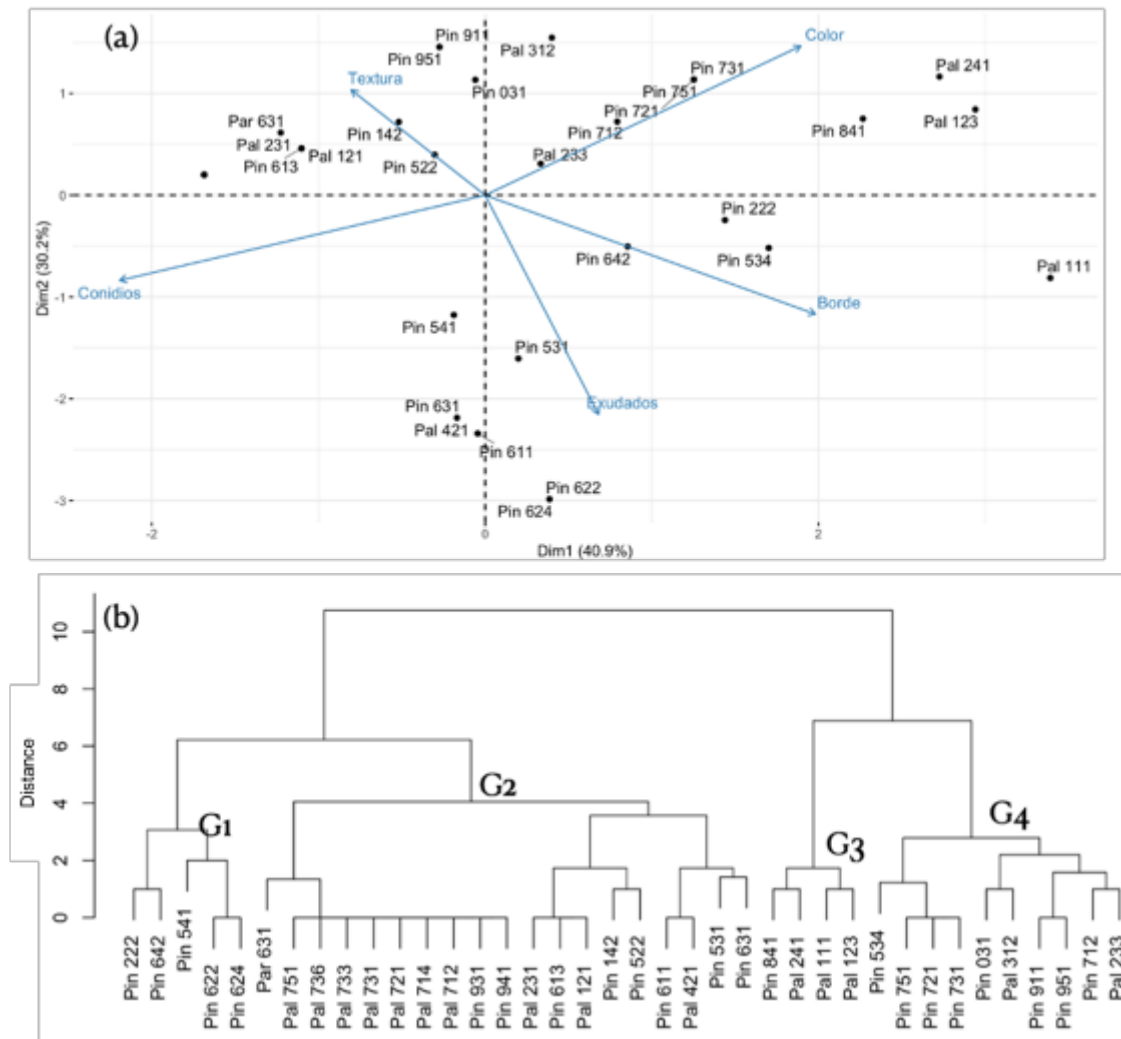 (a)
Pin 911
Pin 951
Pal 312
Color
Textura
Pin 031
Pin 731
Pin 751
Pal 241
Par 631
Pal 231
Pin 613
Pal 121
Pin 142
Pin 522
Pin 721
Pin 712
Pal 233
Pin 841
Pal 123
Pin 222
Pin 642
Pin 534
Pal 111
Conidios
Borde
Pin 541
Pin 531
Exudados
Pin 631
Pal 421
Pin 611
Pin 622
Pin 624
1
0
-1
-2
-3
Dim2 (30.2%)
-2
0
2
Dim1 (40.9%)
(b)
Distance
10
8
6
4
2
0
G1
G2
G3
G4
Pin 222
Pin 642
Pin 541
Pin 622
Pin 624
Par 631
Pal 751
Pal 736
Pal 733
Pal 731
Pal 721
Pal 714
Pal 712
Pin 931
Pin 941
Pal 231
Pin 613
Pal 121
Pin 142
Pin 522
Pin 611
Pal 421
Pin 531
Pin 631
Pin 841
Pal 241
Pal 111
Pal 123
Pin 534
Pin 751
Pin 721
Pin 731
Pin 031
Pal 312
Pin 911
Pin 951
Pin 712
Pal 233